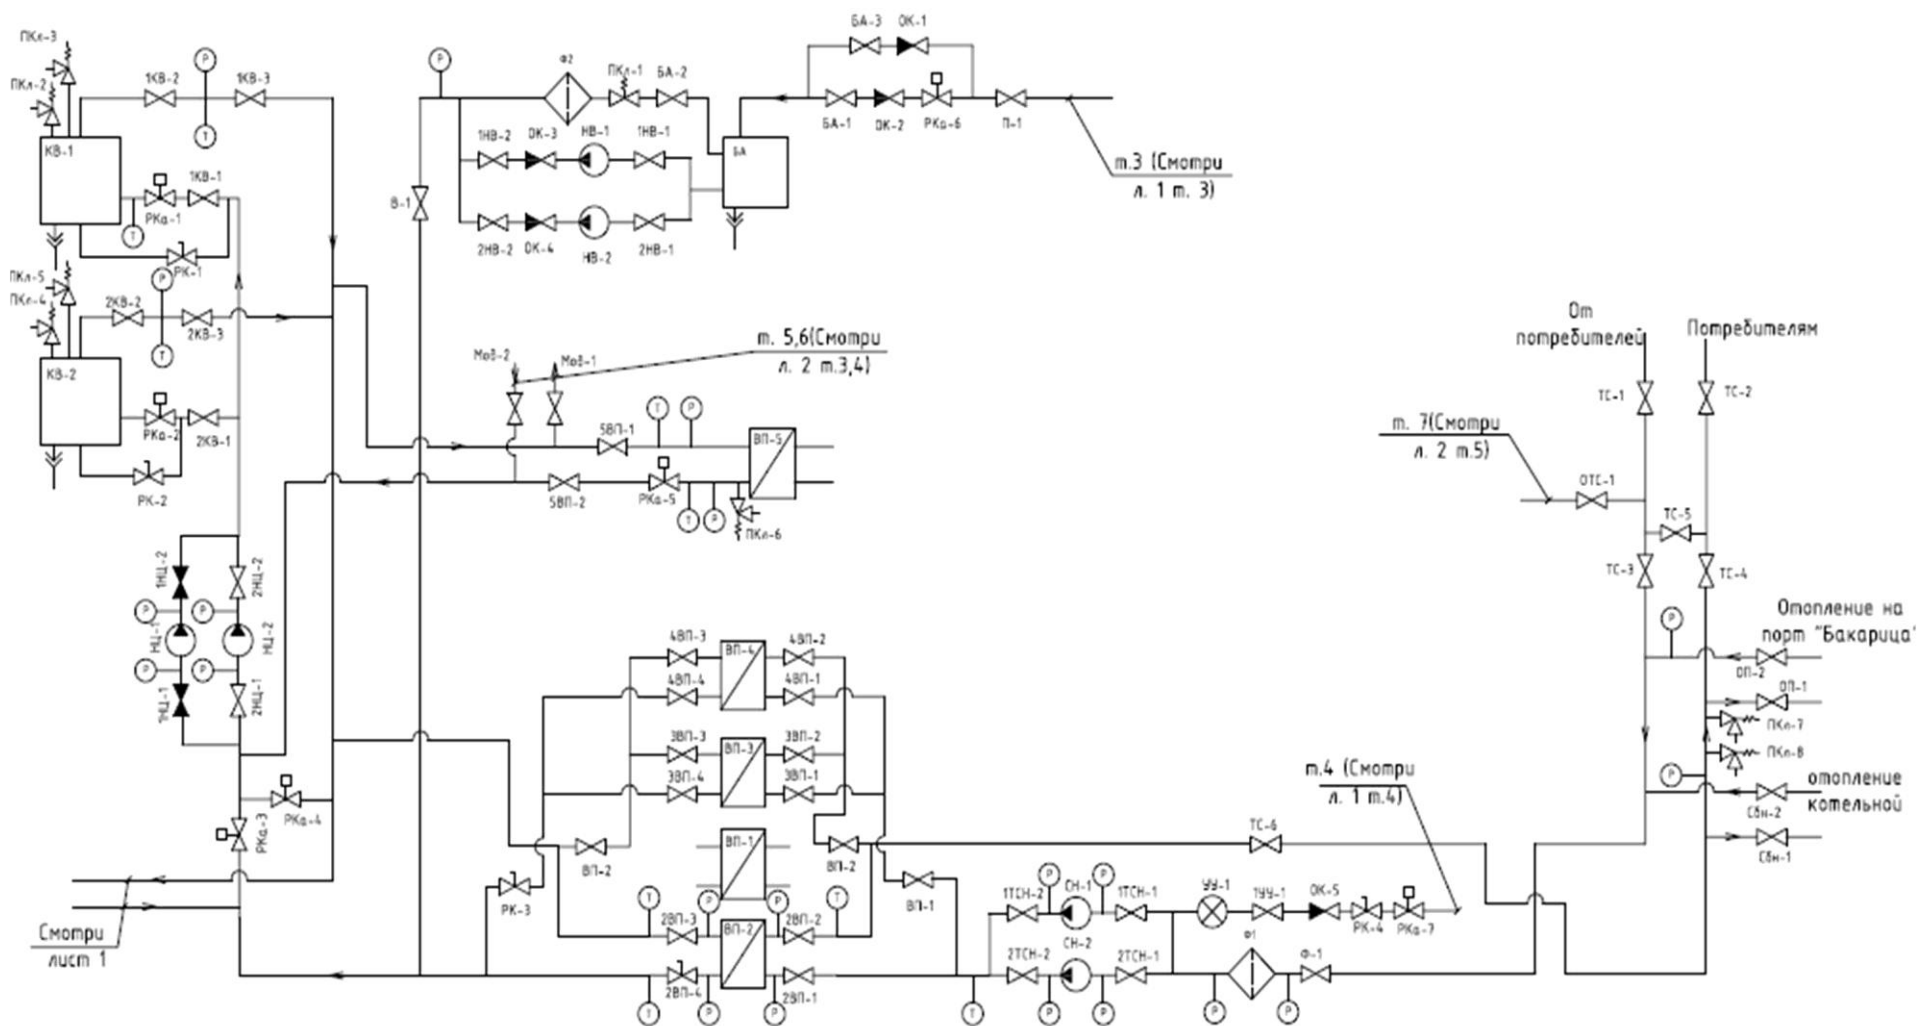 ПКл-3
ПКл-2
1КВ-2
P
1КВ-3
T
КВ-1
1КВ-1
РКа-1
T
РК-1
ПКл-5
ПКл-4
P
2КВ-2
2КВ-3
T
КВ-2
РКа-2
2КВ-1
РК-2
P
Ф2
ПКл-1
БА-2
БА-3
ОК-1
БА-1
ОК-2
РКа-6
П-1
1НВ-2
ОК-3
НВ-1
1НВ-1
БА
В-1
2НВ-2
ОК-4
НВ-2
2НВ-1
т.3 (Смотри
л. 1 т. 3)
т. 5,6(Смотри
л. 2 т.3,4)
Мов-2
Мов-1
5ВП-1
T
P
ВП-5
5ВП-2
РКа-5
T
P
ПКл-6
От
потребителей
Потребителям
ТС-1
ТС-2
т. 7(Смотри
л. 2 т.5)
ОТС-1
ТС-5
ТС-3
ТС-4
1НЦ-2
2НЦ-2
P
P
НЦ-1
НЦ-2
P
P
1НЦ-1
2НЦ-1
РКа-3
РКа-4
P
Отопление на
порт "Бакарица"
ОП-2
ОП-1
ПКл-7
ПКл-8
P
отопление
котельной
Сбн-2
Сбн-1
4ВП-3
ВП-4
4ВП-2
4ВП-4
4ВП-1
3ВП-3
ВП-3
3ВП-2
3ВП-4
3ВП-1
ВП-2
ВП-1
ВП-2
ТС-6
т.4 (Смотри
л. 1 т.4)
РК-3
T
2ВП-3
P
ВП-2
P
2ВП-2
T
ВП-1
1ТСН-2
P
СН-1
P
1ТСН-1
УУ-1
1УУ-1
ОК-5
РК-4
РКа-7
2ТСН-2
СН-2
2ТСН-1
Ф1
Ф-1
Смотри
лист 1
T
2ВП-4
P
P
2ВП-1
T
P
P
P
P